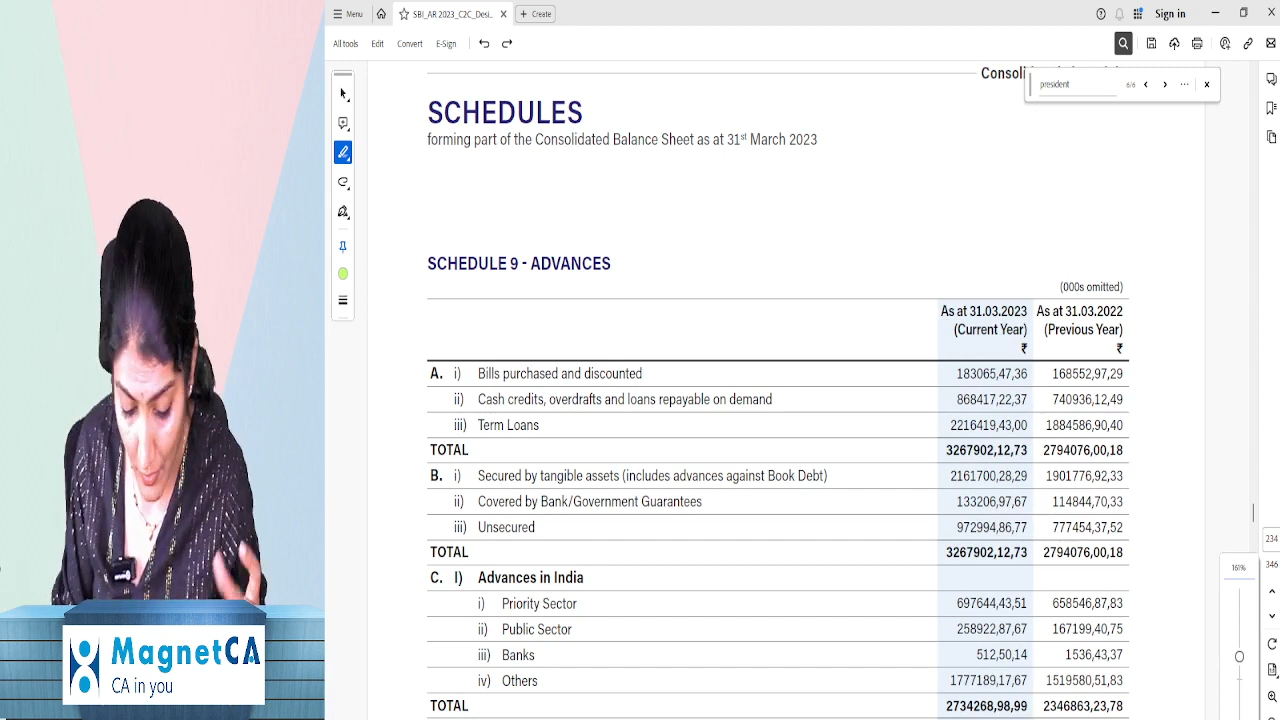 Menu
SBI_AR 2023_C2C_Desi...
Create
Sign in
All tools Edit Convert E-Sign
president 6/6
SCHEDULES
forming part of the Consolidated Balance Sheet as at 31st March 2023
SCHEDULE 9 - ADVANCES
(000s omitted)
As at 31.03.2023 (Current Year) ₹ As at 31.03.2022 (Previous Year) ₹
A. i) Bills purchased and discounted 183065,47,36 168552,97,29
ii) Cash credits, overdrafts and loans repayable on demand 868417,22,37 740936,12,49
iii) Term Loans 2216419,43,00 1884586,90,40
TOTAL 3267902,12,73 2794076,00,18
B. i) Secured by tangible assets (includes advances against Book Debt) 2161700,28,29 1901776,92,33
ii) Covered by Bank/Government Guarantees 133206,97,67 114844,70,33
iii) Unsecured 972994,86,77 777454,37,52
TOTAL 3267902,12,73 2794076,00,18
C. I) Advances in India
i) Priority Sector 697644,43,51 658546,87,83
ii) Public Sector 258922,87,67 167199,40,75
iii) Banks 512,50,14 1536,43,37
iv) Others 1777189,17,67 1519580,51,83
TOTAL 2734268,98,99 2346863,23,78
234
346
161%
MagnetCA
CA in you